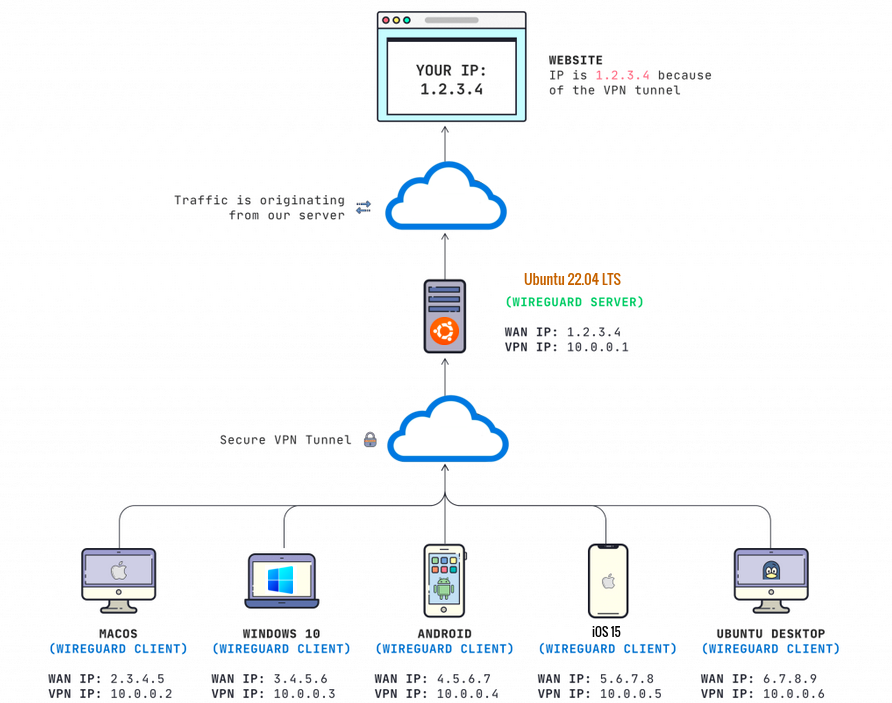 YOUR IP:
1.2.3.4
WEBSITE
IP is 1.2.3.4 because
of the VPN tunnel
Traffic is originating
from our server
Ubuntu 22.04 LTS
(WIREGUARD SERVER)
WAN IP: 1.2.3.4
VPN IP: 10.0.0.1
Secure VPN Tunnel
MACOS
(WIREGUARD CLIENT)
WAN IP: 2.3.4.5
VPN IP: 10.0.0.2
WINDOWS 10
(WIREGUARD CLIENT)
WAN IP: 3.4.5.6
VPN IP: 10.0.0.3
ANDROID
(WIREGUARD CLIENT)
WAN IP: 4.5.6.7
VPN IP: 10.0.0.4
iOS 15
(WIREGUARD CLIENT)
WAN IP: 5.6.7.8
VPN IP: 10.0.0.5
UBUNTU DESKTOP
(WIREGUARD CLIENT)
WAN IP: 6.7.8.9
VPN IP: 10.0.0.6